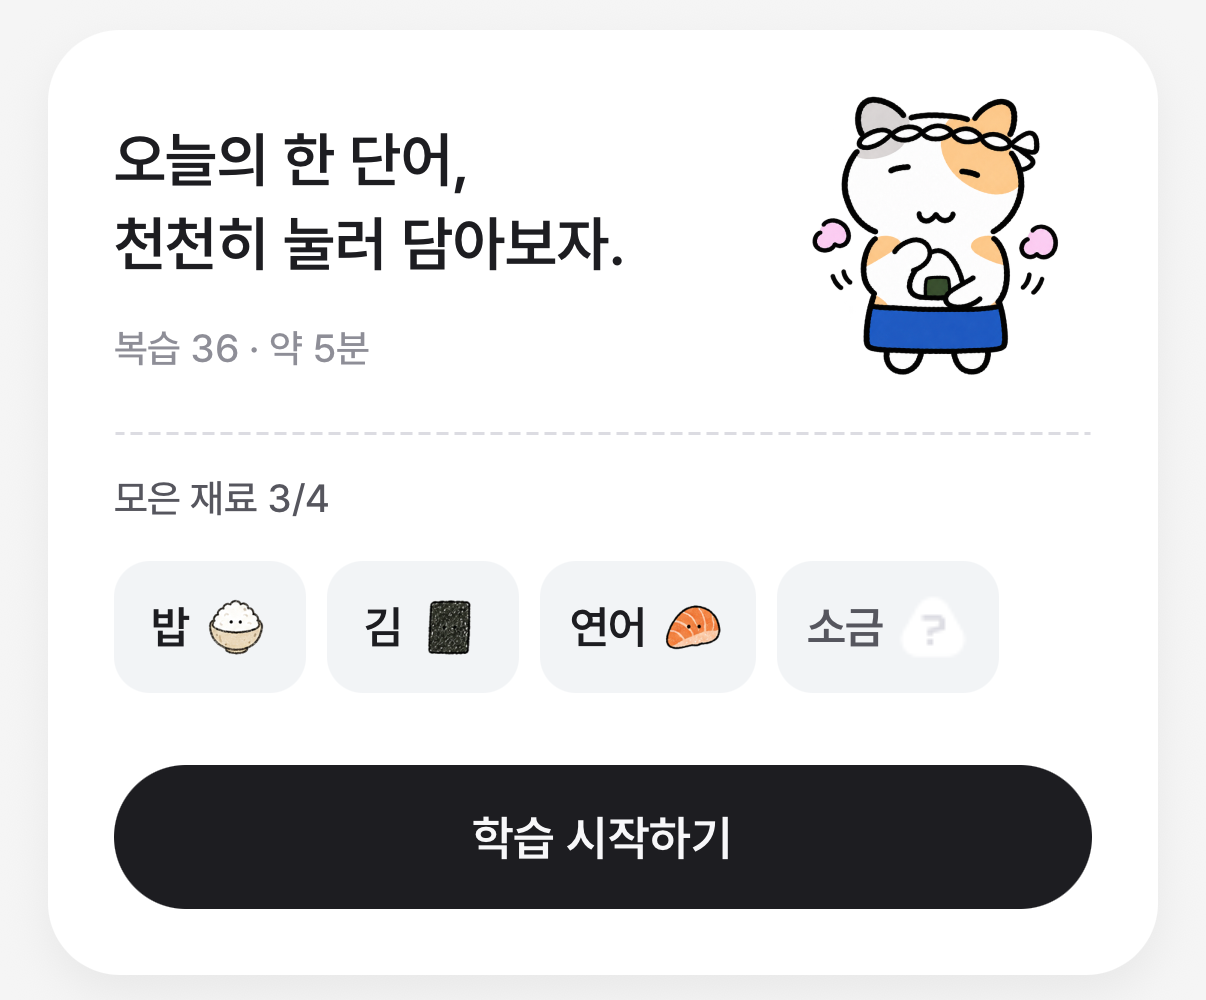 오늘의 한 단어,
천천히 눌러 담아보자.
복습 36 · 약 5분
모은 재료 3/4
밥 김 연어 소금 ?
학습 시작하기